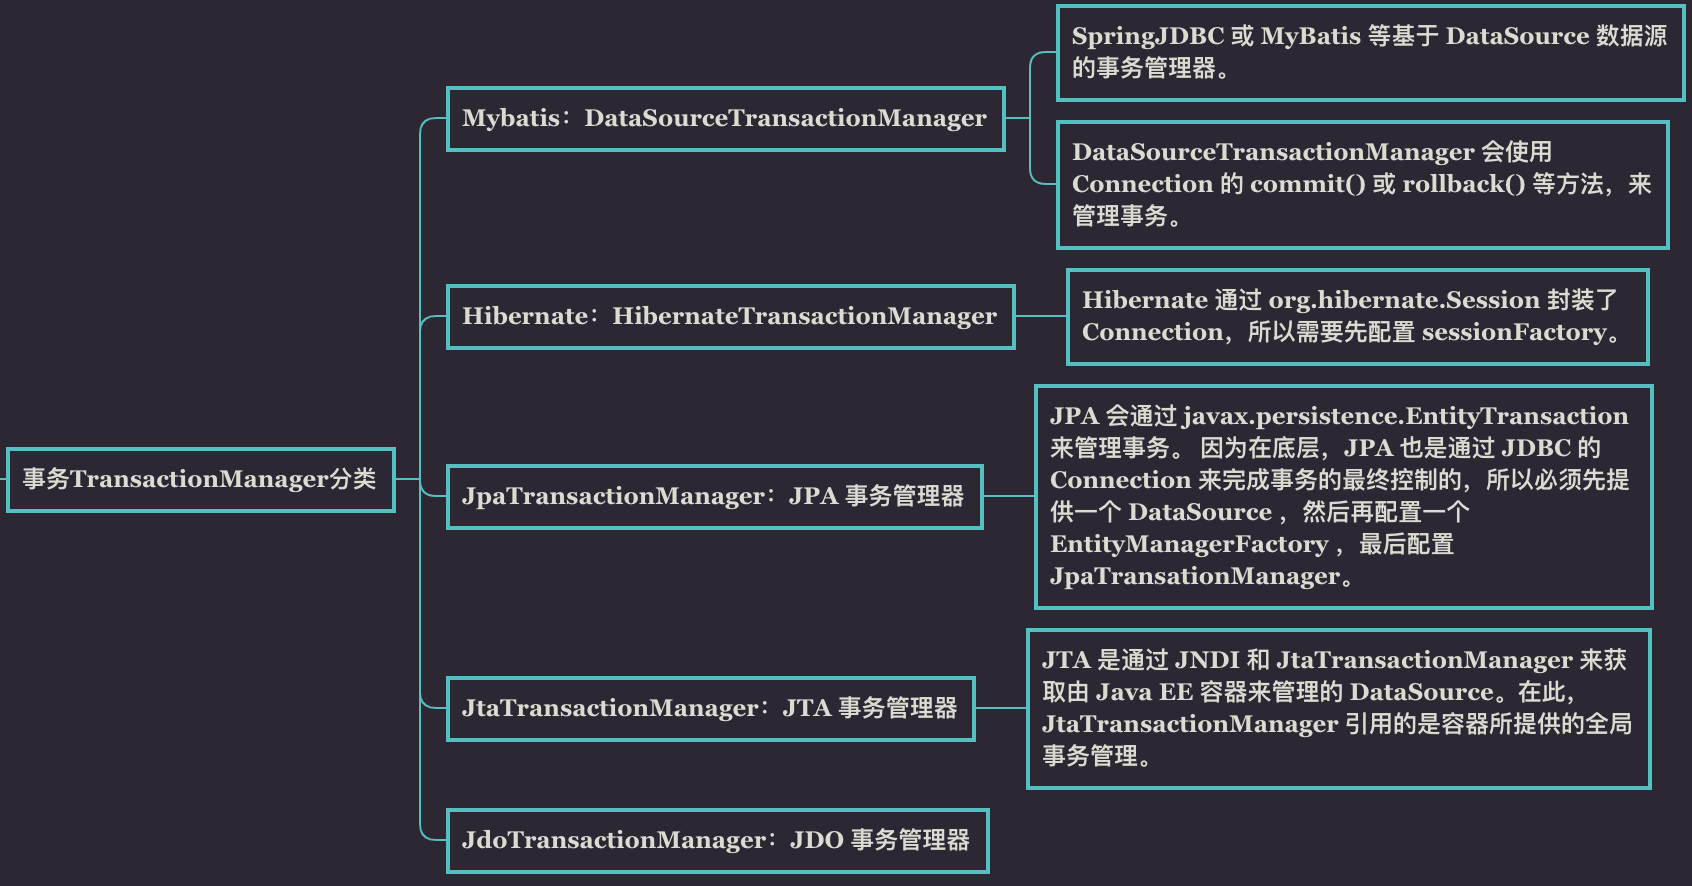 事务TransactionManager分类
Mybatis：DataSourceTransactionManager
SpringJDBC 或 MyBatis 等基于 DataSource 数据源
的事务管理器。
DataSourceTransactionManager 会使用
Connection 的 commit() 或 rollback() 等方法，来
管理事务。
Hibernate：HibernateTransactionManager
Hibernate 通过 org.hibernate.Session 封装了
Connection，所以需要先配置 sessionFactory。
JpaTransactionManager：JPA 事务管理器
JPA 会通过 javax.persistence.EntityTransaction
来管理事务。 因为在底层，JPA 也是通过 JDBC 的
Connection 来完成事务的最终控制的，所以必须先提
供一个 DataSource ，然后再配置一个
EntityManagerFactory ，最后配置
JpaTransationManager。
JtaTransactionManager：JTA 事务管理器
JTA 是通过 JNDI 和 JtaTransactionManager 来获
取由 Java EE 容器来管理的 DataSource。在此，
JtaTransactionManager 引用的是容器所提供的全局
事务管理。
JdoTransactionManager：JDO 事务管理器